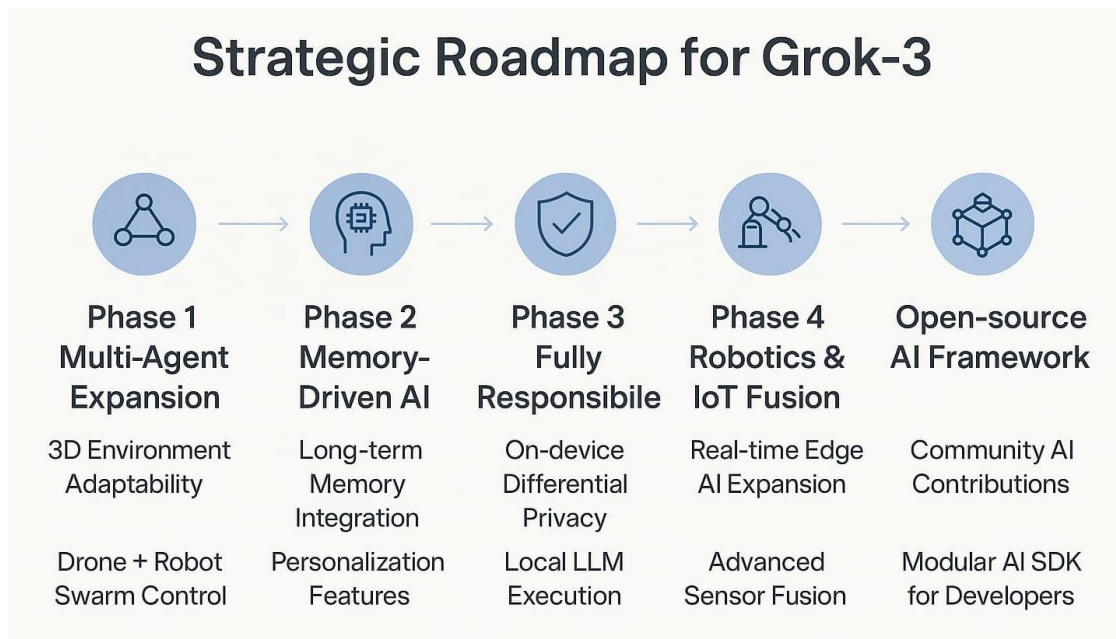 Strategic Roadmap for Grok-3
Phase 1
Multi-Agent
Expansion
3D Environment
Adaptability
Drone + Robot
Swarm Control
Phase 2
Memory-
Driven AI
Long-term
Memory
Integration
Personalization
Features
Phase 3
Fully
Responsibile
On-device
Differential
Privacy
Local LLM
Execution
Phase 4
Robotics &
IoT Fusion
Real-time Edge
AI Expansion
Advanced
Sensor Fusion
Open-source
AI Framework
Community AI
Contributions
Modular AI SDK
for Developers